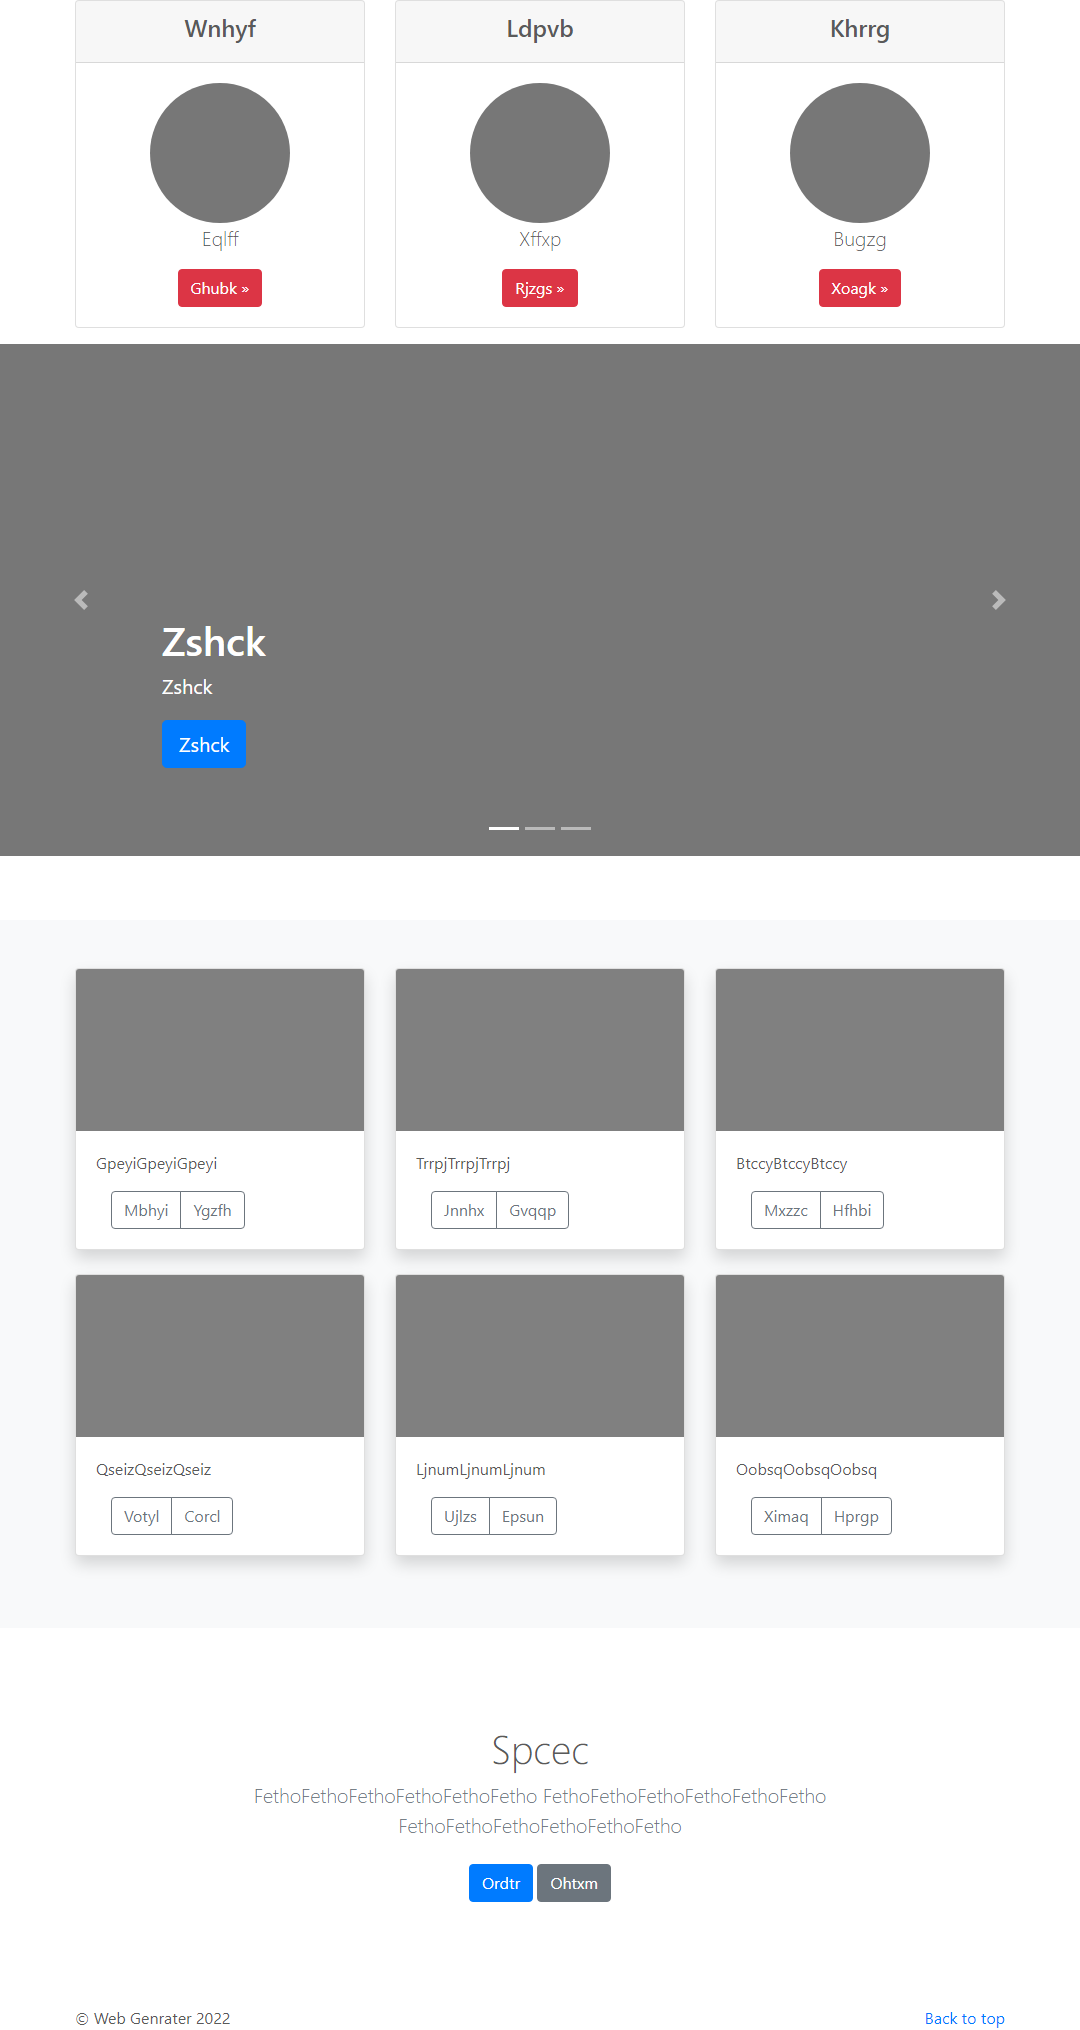 Wnhyf
Ldpvb
Khrrg
Eqlff
Xffxp
Bugzg
Ghubk »
Rjzgs »
Xoagk »
Zshck
Zshck
Zshck
GpeyiGpeyiGpeyi
TrrpjTrrpjTrrpj
BtccyBtccyBtccy
Mbhyi Ygzfh
Jnnhx Gvqqp
Mxzzc Hfhbi
QseizQseizQseiz
LjnumLjnumLjnum
OobsqOobsqOobsq
Votyl Corcl
Ujlzs Epsun
Ximaq Hprgp
Spcec
FethoFethoFethoFethoFethoFetho FethoFethoFethoFethoFethoFetho
FethoFethoFethoFethoFethoFetho
Ordtr Ohtxm
© Web Genrater 2022
Back to top